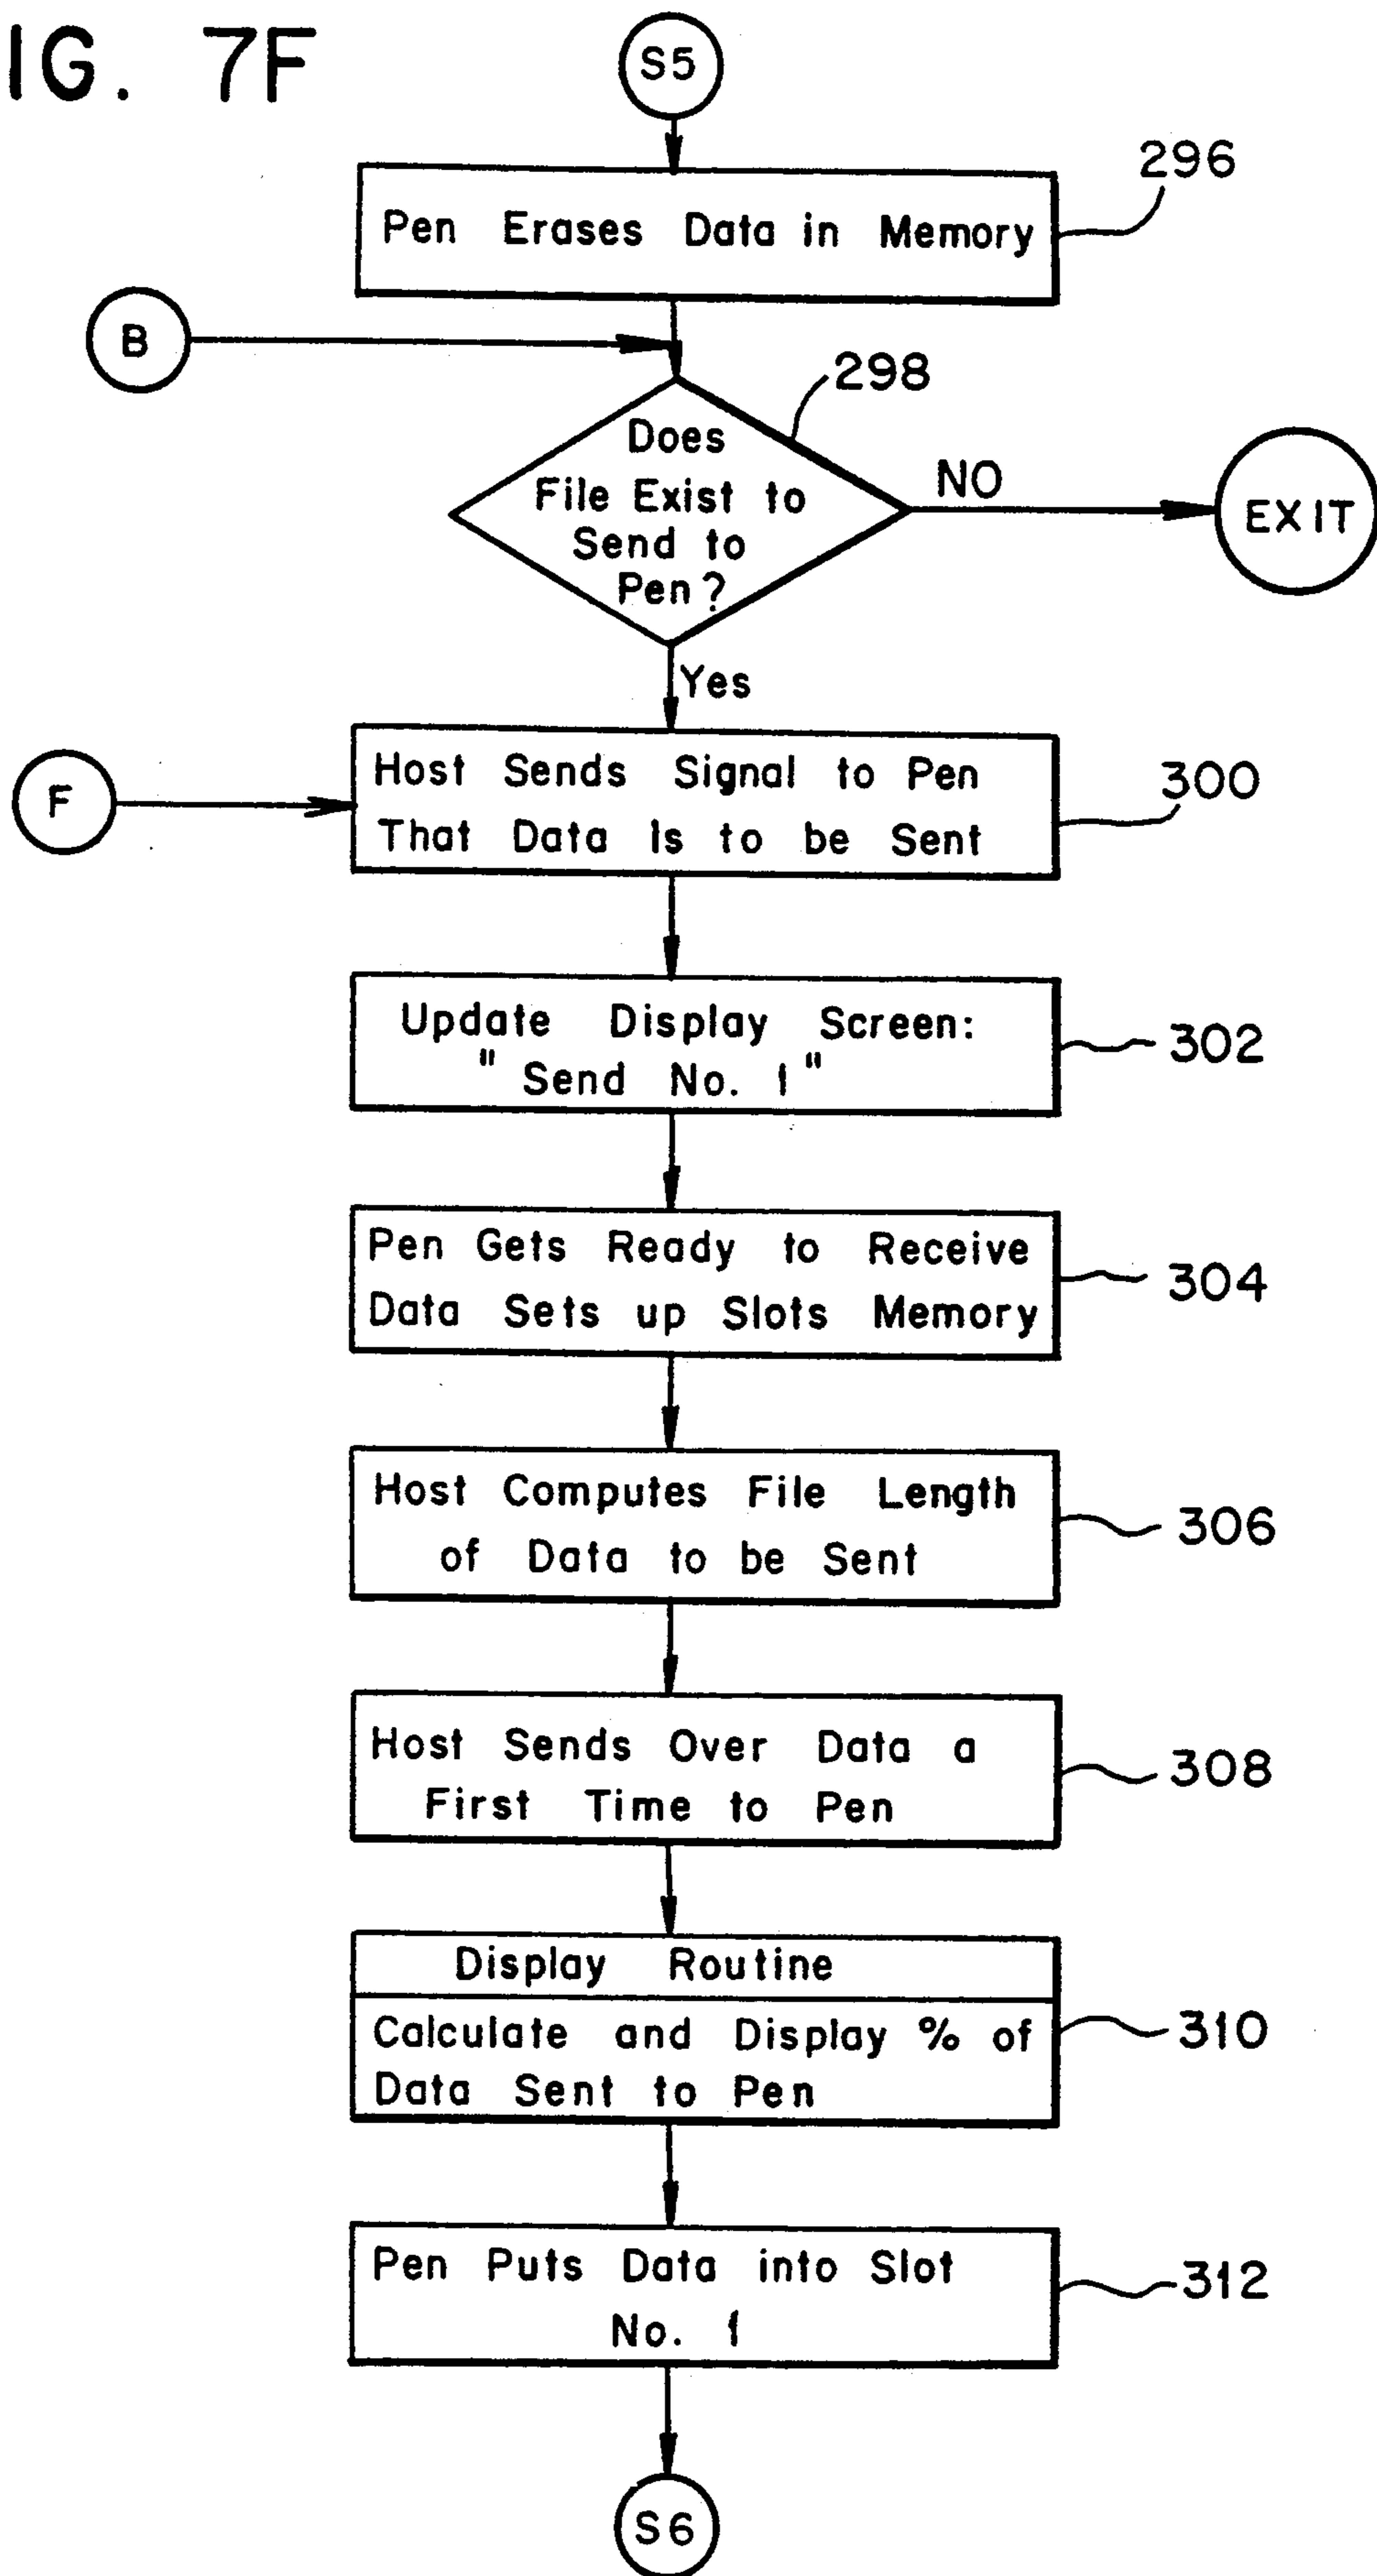 IG. 7F
S5
296
Pen Erases Data in Memory
B
298
Does
File Exist to
Send to
Pen?
NO
EXIT
Yes
F
Host Sends Signal to Pen
That Data Is to be Sent
300
Update Display Screen:
"Send No. 1"
302
Pen Gets Ready to Receive
Data Sets up Slots Memory
304
Host Computes File Length
of Data to be Sent
306
Host Sends Over Data a
First Time to Pen
308
Display Routine
Calculate and Display % of
Data Sent to Pen
310
Pen Puts Data into Slot
No. 1
312
S6